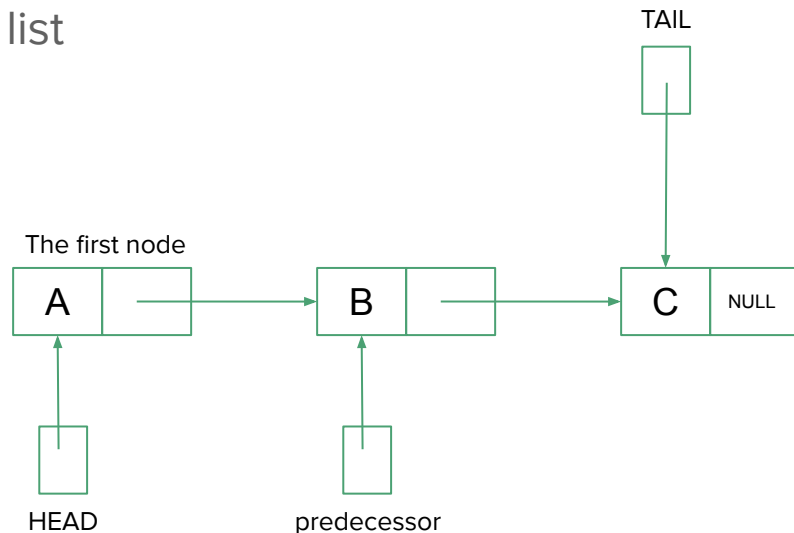 list
TAIL
The first node
A
B
C
NULL
HEAD
predecessor